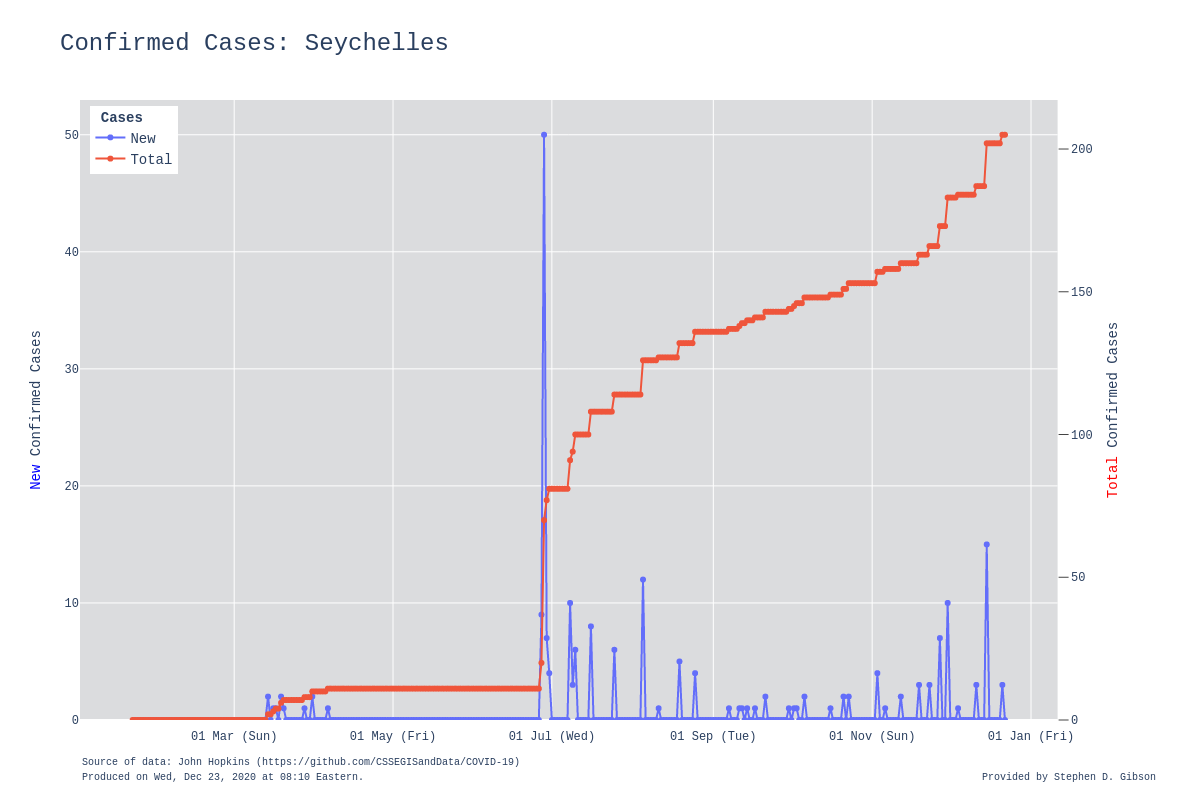 Confirmed Cases: Seychelles
Cases
New
Total
50
40
30
20
10
0
200
150
100
50
0
New Confirmed Cases
Total Confirmed Cases
01 Mar (Sun)
01 May (Fri)
01 Jul (Wed)
01 Sep (Tue)
01 Nov (Sun)
01 Jan (Fri)
Source of data: John Hopkins (https://github.com/CSSEGISandData/COVID-19)
Produced on Wed, Dec 23, 2020 at 08:10 Eastern.
Provided by Stephen D. Gibson